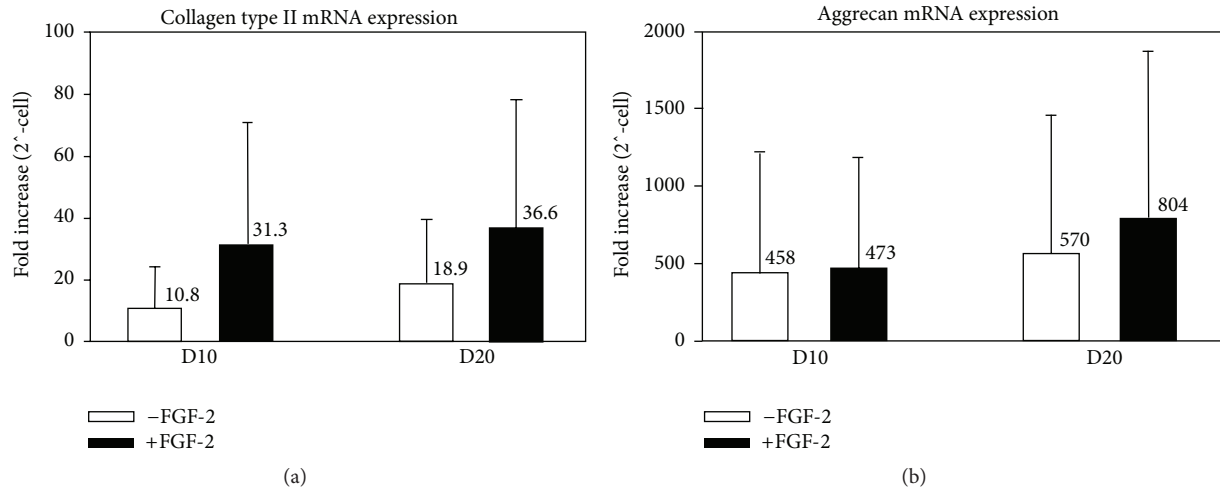 Collagen type II mRNA expression
Fold increase (2^-cell)
100
80
60
40
20
0
10.8
31.3
18.9
36.6
D10
D20
−FGF-2
+FGF-2
(a)
Aggrecan mRNA expression
Fold increase (2^-cell)
2000
1500
1000
500
0
458
473
570
804
D10
D20
−FGF-2
+FGF-2
(b)